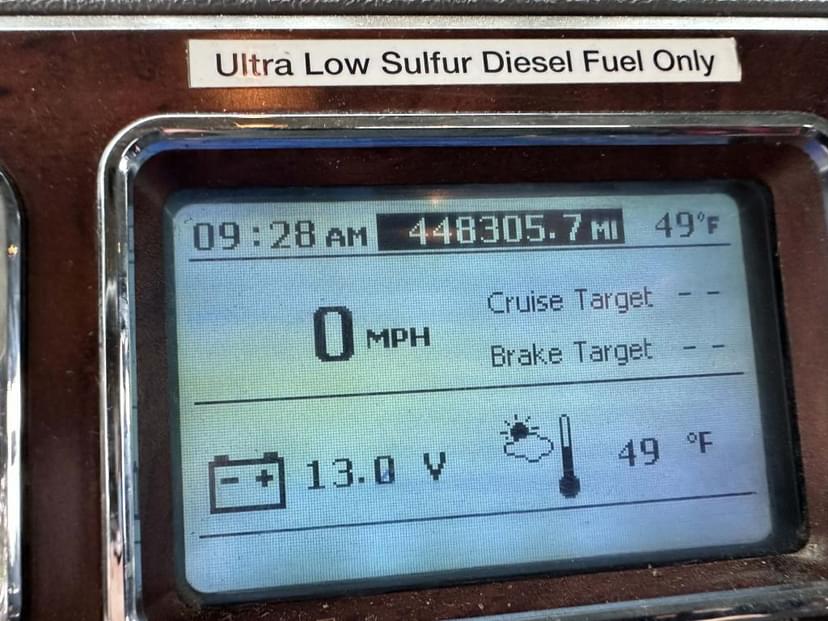 Ultra Low Sulfur Diesel Fuel Only
09:28 AM 448305.7 MI 49°F
Cruise Target --
0 MPH
Brake Target --
- + 13.0 V 49 °F